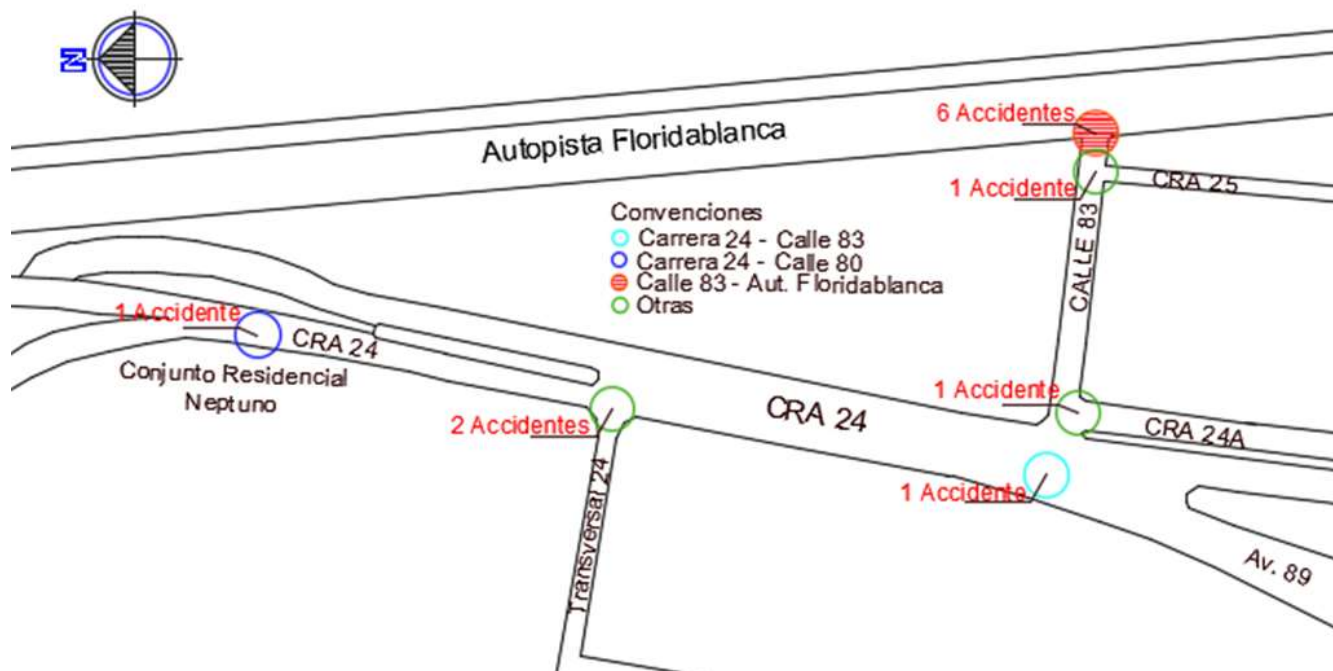 N
6 Accidentes
Autopista Floridablanca
1 Accidente
CRA 25
Convenciones
Carrera 24 - Calle 83
Carrera 24 - Calle 80
Calle 83 - Aut. Floridablanca
Otras
CALLE 83
1 Accidente
CRA 24
Conjunto Residencial
Neptuno
1 Accidente
CRA 24
2 Accidentes
CRA 24A
1 Accidente
Transversal 24
Av. 89